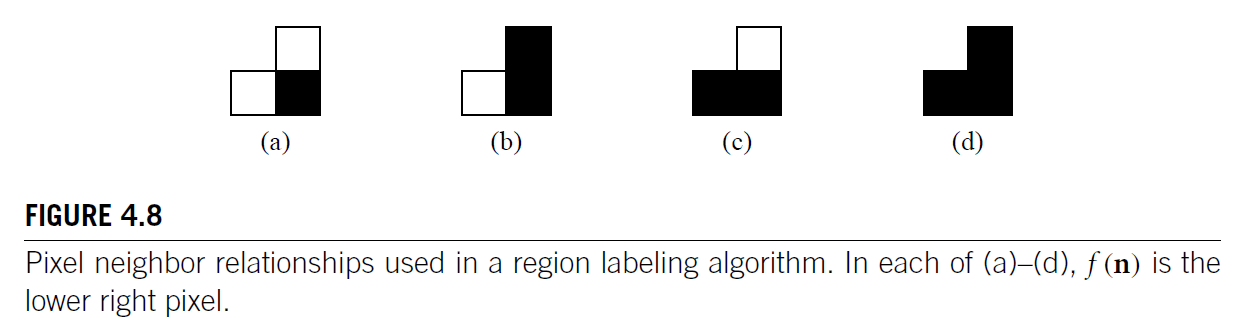 (a) (b) (c) (d)
FIGURE 4.8
Pixel neighbor relationships used in a region labeling algorithm. In each of (a)–(d), f (n) is the
lower right pixel.